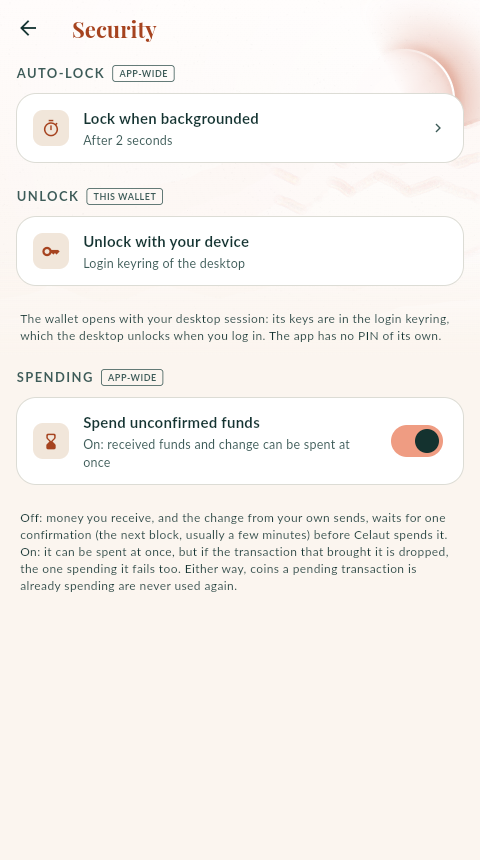 Security
AUTO-LOCK APP-WIDE
Lock when backgrounded
After 2 seconds
UNLOCK THIS WALLET
Unlock with your device
Login keyring of the desktop
The wallet opens with your desktop session: its keys are in the login keyring,
which the desktop unlocks when you log in. The app has no PIN of its own.
SPENDING APP-WIDE
Spend unconfirmed funds
On: received funds and change can be spent at
once
Off: money you receive, and the change from your own sends, waits for one
confirmation (the next block, usually a few minutes) before Celaut spends it.
On: it can be spent at once, but if the transaction that brought it is dropped,
the one spending it fails too. Either way, coins a pending transaction is
already spending are never used again.